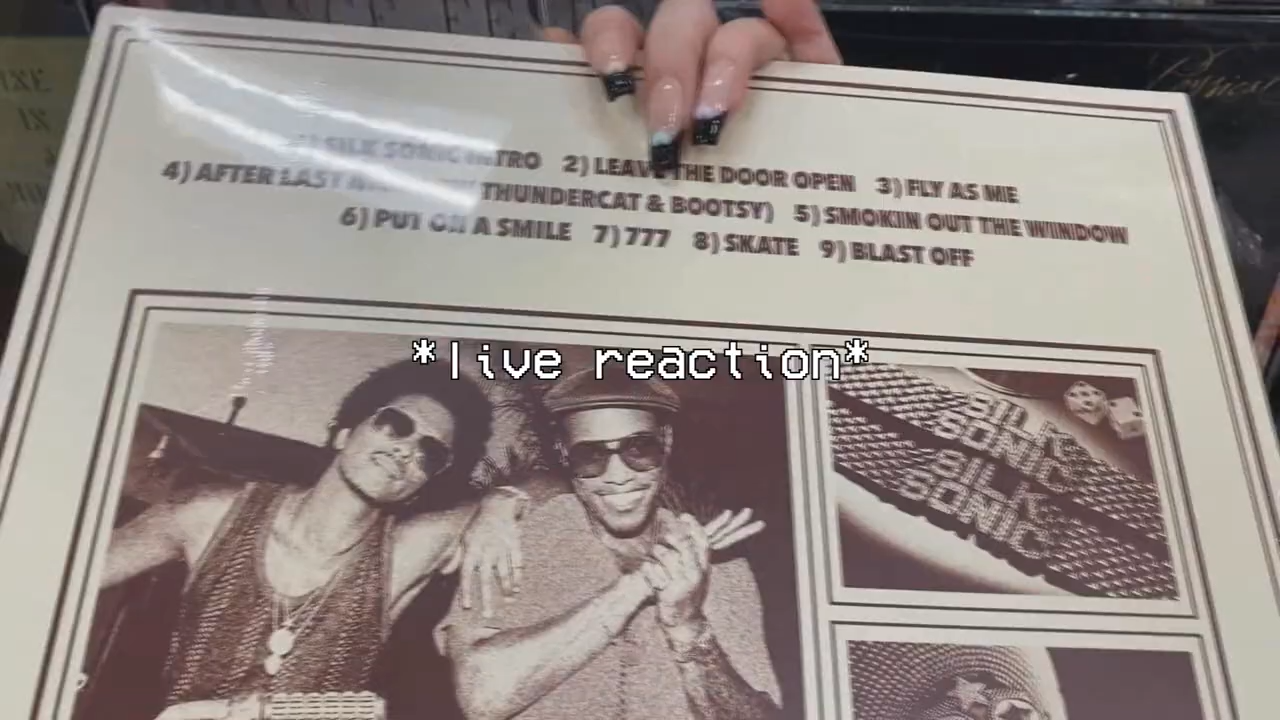 1) SILK SONIC INTRO 2) LEAVE THE DOOR OPEN 3) FLY AS ME
4) AFTER LAST THUNDERCAT & BOOTSY) 5) SMOKIN OUT THE WINDOW
6) PUT ON A SMILE 7) 777 8) SKATE 9) BLAST OFF
*live reaction*
SILK
SONIC
SILK
SONIC